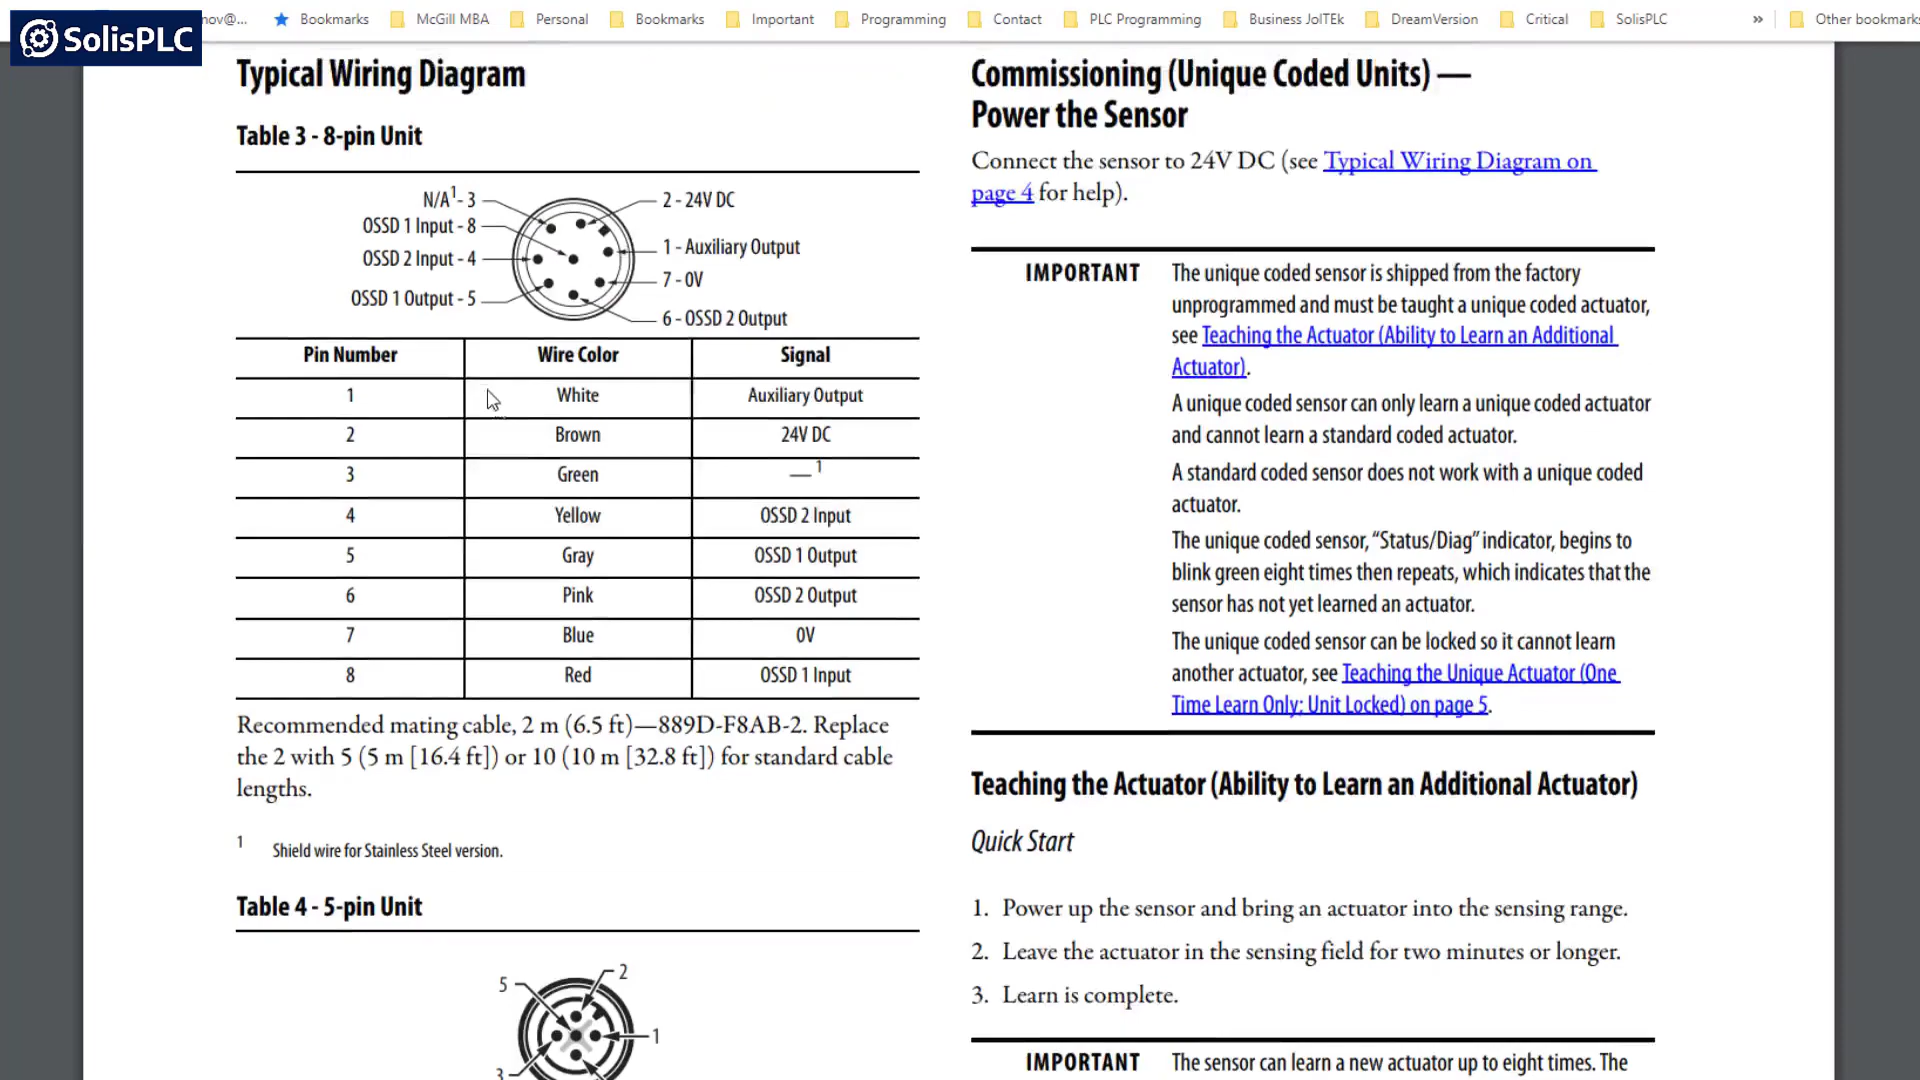 nov@...
Bookmarks
McGill MBA
Personal
Bookmarks
Important
Programming
Contact
PLC Programming
Business JolTEk
DreamVersion
Critical
SolisPLC
»
Other bookmarks
SolisPLC
Typical Wiring Diagram
Table 3 - 8-pin Unit
N/A1- 3
2 - 24V DC
OSSD 1 Input - 8
1 - Auxiliary Output
OSSD 2 Input - 4
7 - 0V
OSSD 1 Output - 5
6 - OSSD 2 Output
Pin Number Wire Color Signal
1 White Auxiliary Output
2 Brown 24V DC
3 Green —1
4 Yellow OSSD 2 Input
5 Gray OSSD 1 Output
6 Pink OSSD 2 Output
7 Blue 0V
8 Red OSSD 1 Input
Recommended mating cable, 2 m (6.5 ft)—889D-F8AB-2. Replace
the 2 with 5 (5 m [16.4 ft]) or 10 (10 m [32.8 ft]) for standard cable
lengths.
1 Shield wire for Stainless Steel version.
Table 4 - 5-pin Unit
2
5
1
3
Commissioning (Unique Coded Units) —
Power the Sensor
Connect the sensor to 24V DC (see Typical Wiring Diagram on
page 4 for help).
IMPORTANT The unique coded sensor is shipped from the factory
unprogrammed and must be taught a unique coded actuator,
see Teaching the Actuator (Ability to Learn an Additional
Actuator).
A unique coded sensor can only learn a unique coded actuator
and cannot learn a standard coded actuator.
A standard coded sensor does not work with a unique coded
actuator.
The unique coded sensor, “Status/Diag” indicator, begins to
blink green eight times then repeats, which indicates that the
sensor has not yet learned an actuator.
The unique coded sensor can be locked so it cannot learn
another actuator, see Teaching the Unique Actuator (One
Time Learn Only; Unit Locked) on page 5.
Teaching the Actuator (Ability to Learn an Additional Actuator)
Quick Start
1. Power up the sensor and bring an actuator into the sensing range.
2. Leave the actuator in the sensing field for two minutes or longer.
3. Learn is complete.
IMPORTANT The sensor can learn a new actuator up to eight times. The